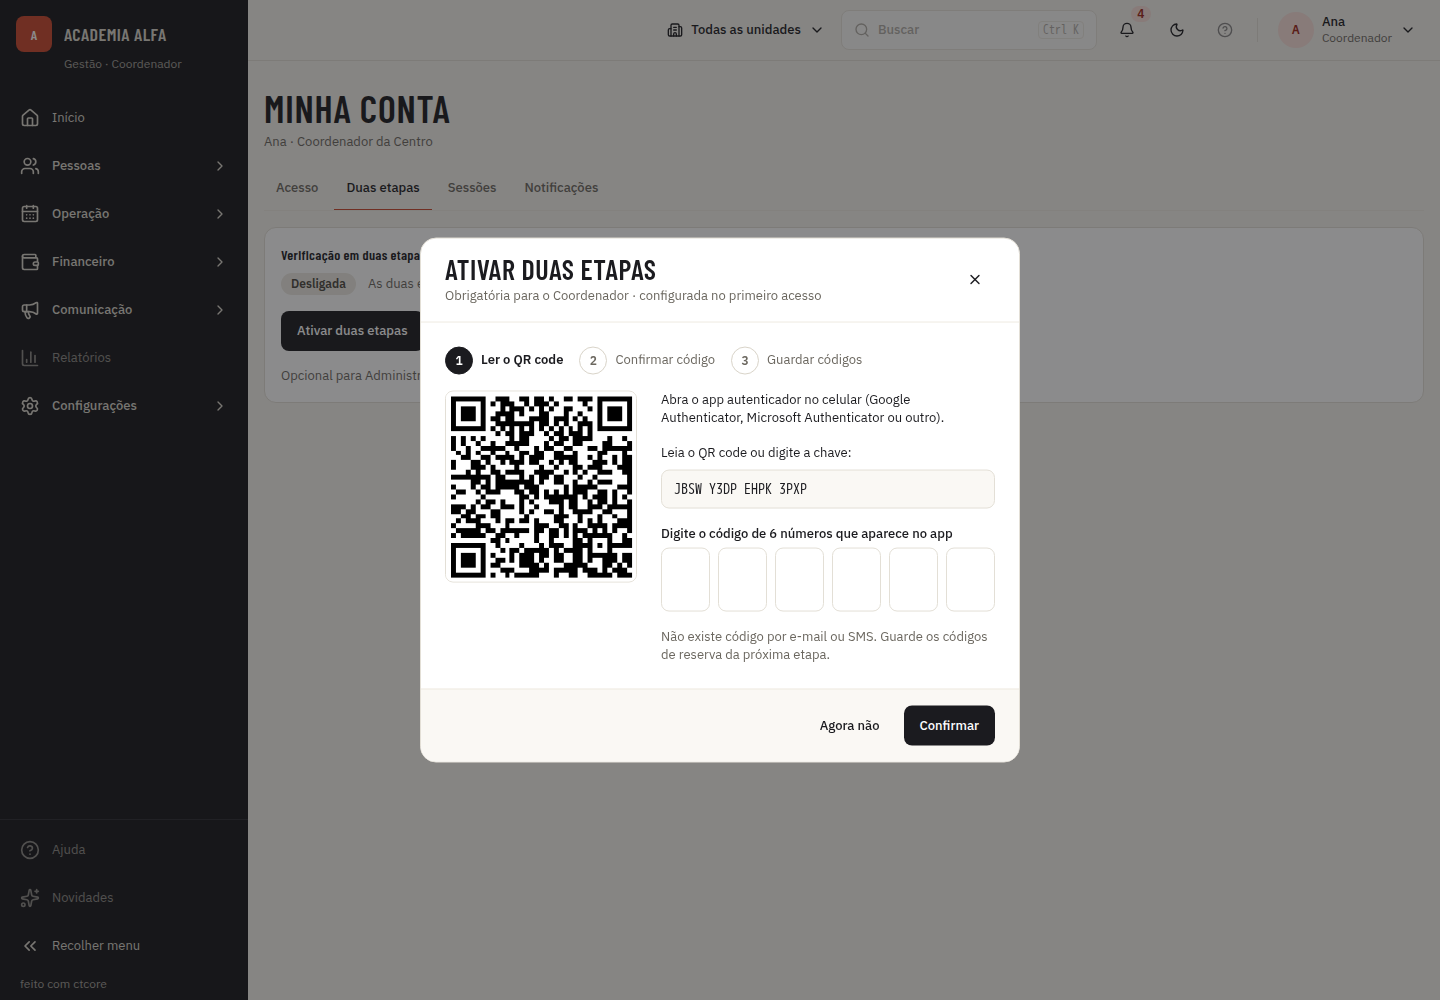 A
ACADEMIA ALFA
Gestão · Coordenador
Início
Pessoas
Operação
Financeiro
Comunicação
Relatórios
Configurações
Ajuda
Novidades
Recolher menu
feito com ctcore
Todas as unidades
Buscar
Ctrl K
4
A
Ana
Coordenador
MINHA CONTA
Ana · Coordenador da Centro
Acesso
Duas etapas
Sessões
Notificações
Verificação em duas etapa
Desligada
As duas e
Ativar duas etapas
Opcional para Administr
ATIVAR DUAS ETAPAS
Obrigatória para o Coordenador · configurada no primeiro acesso
1 Ler o QR code
2 Confirmar código
3 Guardar códigos
Abra o app autenticador no celular (Google
Authenticator, Microsoft Authenticator ou outro).
Leia o QR code ou digite a chave:
JBSW Y3DP EHPK 3PXP
Digite o código de 6 números que aparece no app
Não existe código por e-mail ou SMS. Guarde os códigos
de reserva da próxima etapa.
Agora não
Confirmar